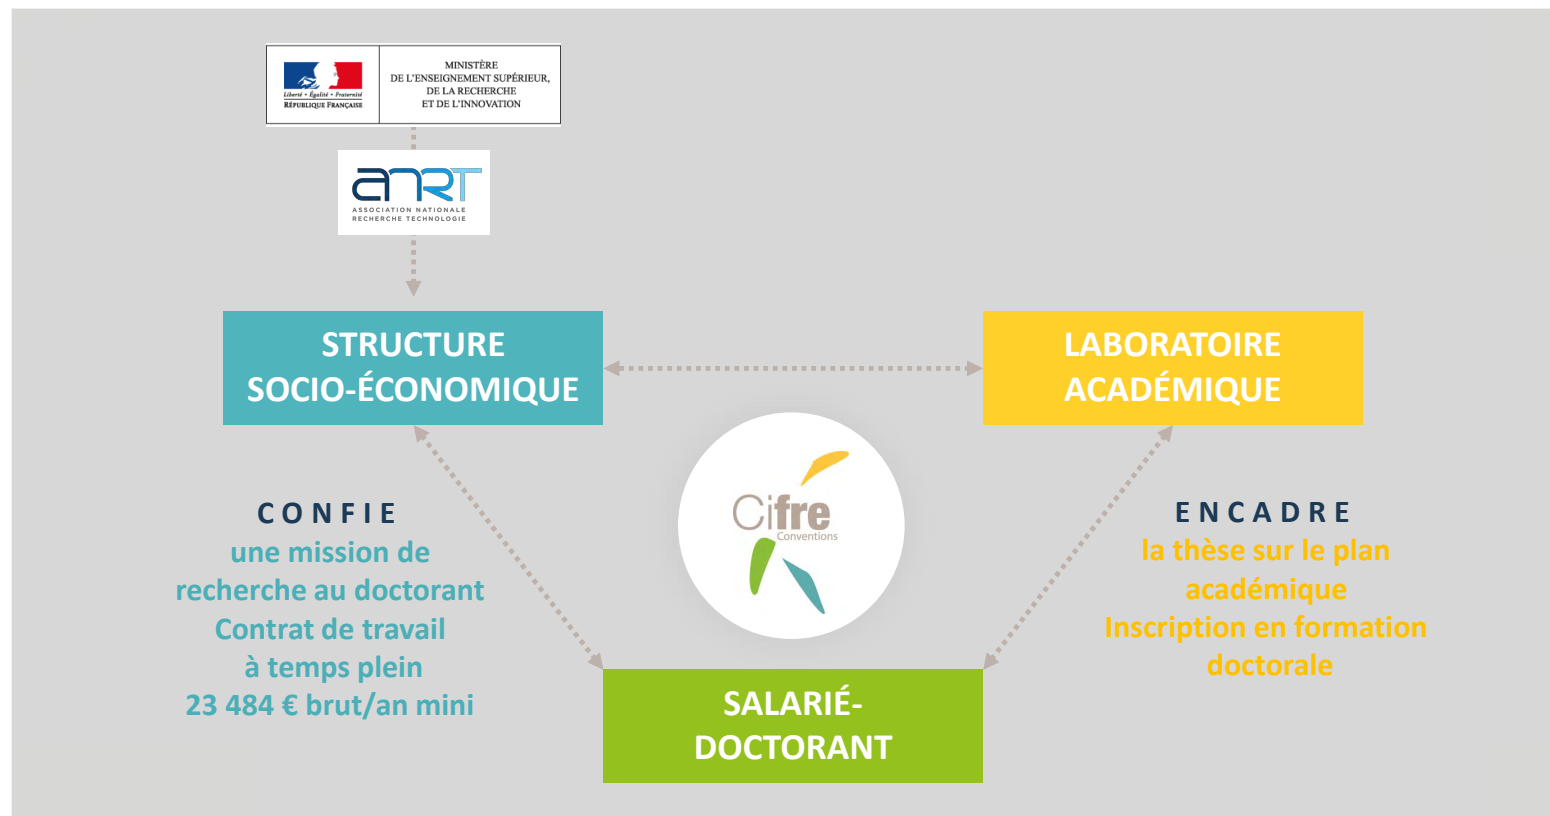 Liberté • Égalité • Fraternité
RÉPUBLIQUE FRANÇAISE
MINISTÈRE
DE L'ENSEIGNEMENT SUPÉRIEUR,
DE LA RECHERCHE
ET DE L'INNOVATION
anrt
ASSOCIATION NATIONALE
RECHERCHE TECHNOLOGIE
STRUCTURE
SOCIO-ÉCONOMIQUE
LABORATOIRE
ACADÉMIQUE
CONFIE
une mission de
recherche au doctorant
Contrat de travail
à temps plein
23 484 € brut/an mini
Cifre
Conventions
ENCADRE
la thèse sur le plan
académique
Inscription en formation
doctorale
SALARIÉ-
DOCTORANT